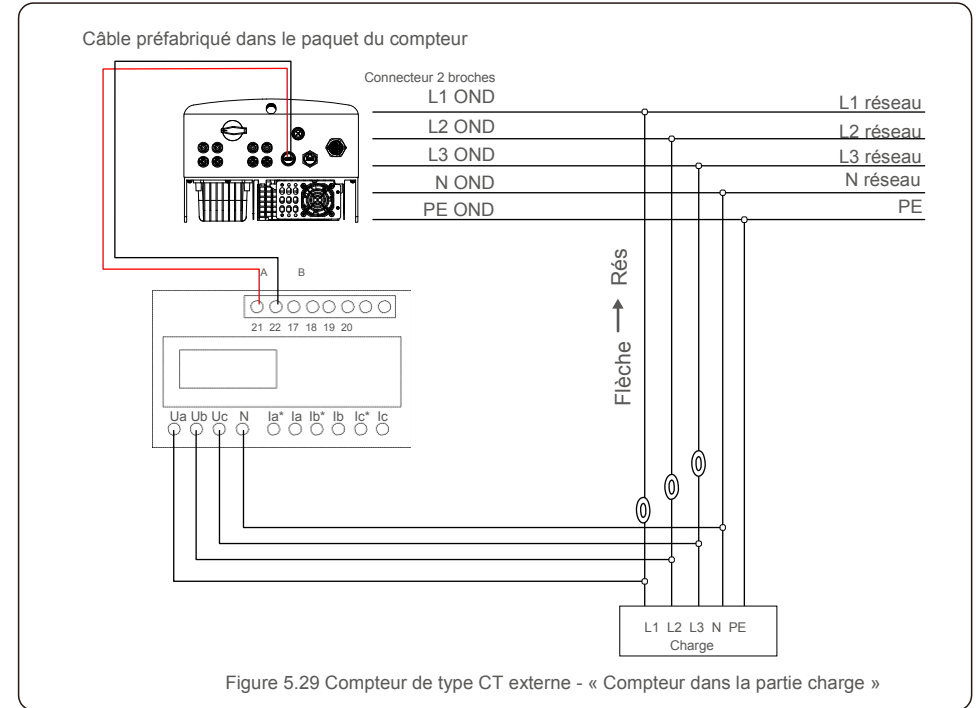 Câble préfabriqué dans le paquet du compteur
Connecteur 2 broches
L1 OND
L1 réseau
L2 OND
L2 réseau
L3 OND
L3 réseau
N OND
N réseau
PE OND
PE
A B
21 22 17 18 19 20
Flèche → Rés
Ua Ub Uc N Ia* Ia Ib* Ib Ic* Ic
L1 L2 L3 N PE
Charge
Figure 5.29 Compteur de type CT externe - « Compteur dans la partie charge »